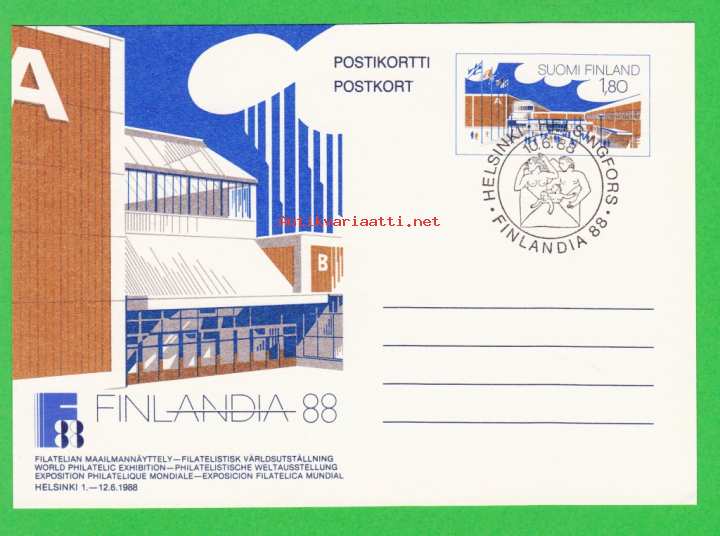 POSTIKORTTI
POSTKORT
SUOMI FINLAND
1,80
A
A
HELSINKI • HELSINGFORS •
10.6.88
FINLANDIA 88 •
Antikvariaatti.net
B
F
88
FINLANDIA 88
FILATELIAN MAAILMANNÄYTTELY—FILATELISTISK VÄRLDSUTSTÄLLNING
WORLD PHILATELIC EXHIBITION—PHILATELISTISCHE WELTAUSSTELLUNG
EXPOSITION PHILATELIQUE MONDIALE—EXPOSICION FILATELICA MUNDIAL
HELSINKI 1.—12.6.1988